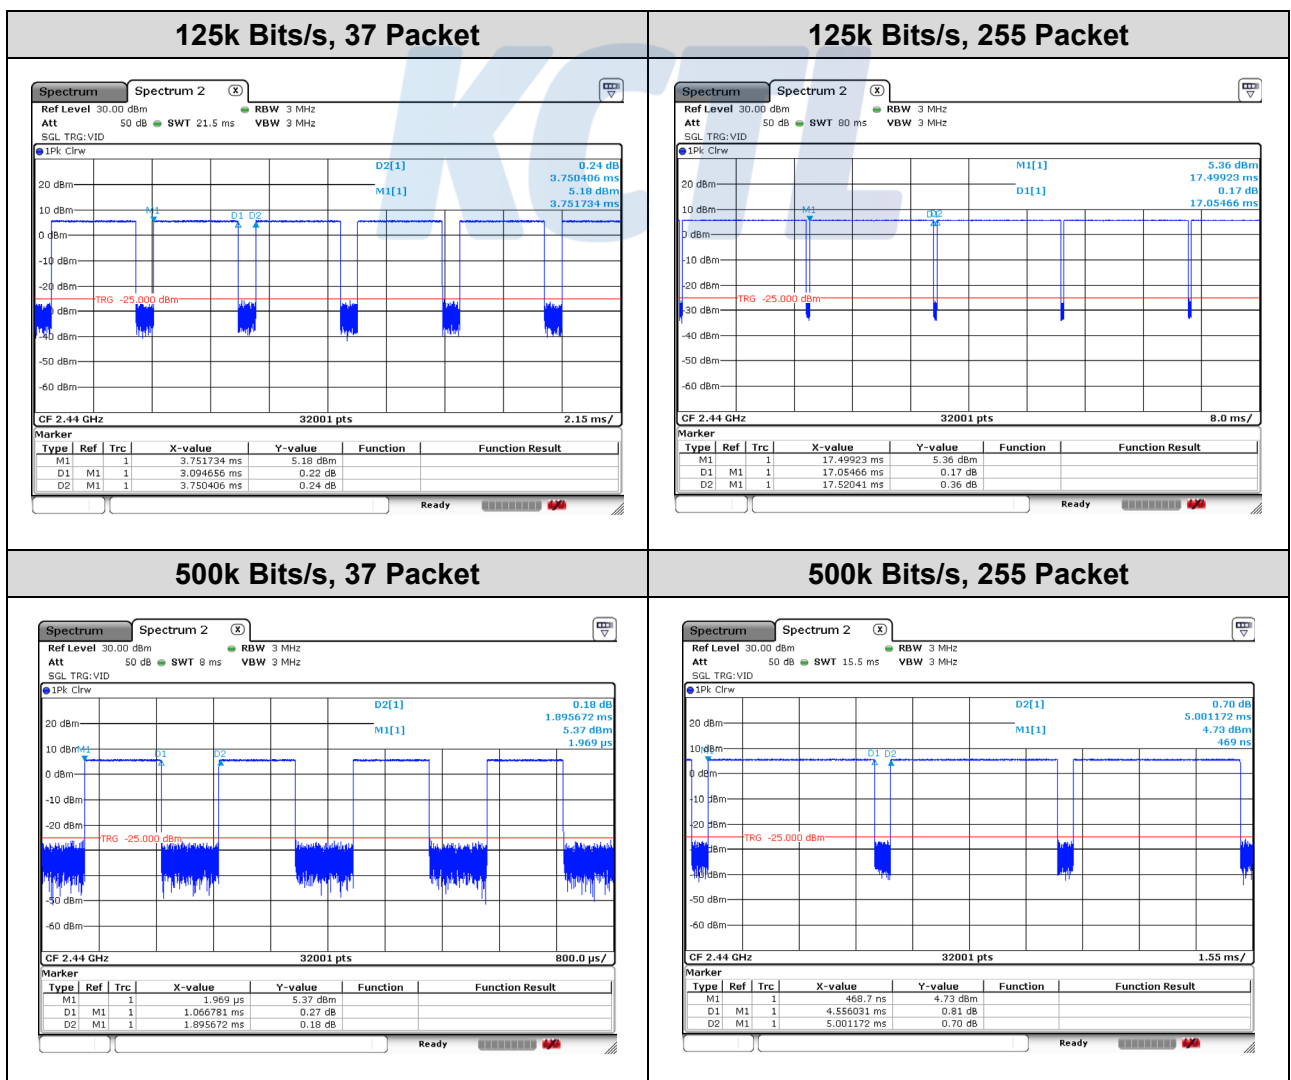 125k Bits/s, 37 Packet
Spectrum Spectrum 2 X
Ref Level 30.00 dBm RBW 3 MHz
Att 50 dB SWT 21.5 ms VBW 3 MHz
SGL TRG:VID
1Pk Clrw
D2[1] 0.24 dB
3.750406 ms
20 dBm M1[1] 5.18 dBm
3.751734 ms
10 dBm M1 D1 D2
0 dBm
-10 dBm
-20 dBm
TRG -25.000 dBm
dBm
-40 dBm
-50 dBm
-60 dBm
CF 2.44 GHz 32001 pts 2.15 ms/
Marker
Type Ref Trc X-value Y-value Function Function Result
M1 1 3.751734 ms 5.18 dBm
D1 M1 1 3.094656 ms 0.22 dB
D2 M1 1 3.750406 ms 0.24 dB
Ready
125k Bits/s, 255 Packet
Spectrum Spectrum 2 X
Ref Level 30.00 dBm RBW 3 MHz
Att 50 dB SWT 80 ms VBW 3 MHz
SGL TRG:VID
1Pk Clrw
M1[1] 5.36 dBm
17.49923 ms
20 dBm D1[1] 0.17 dB
17.05466 ms
10 dBm M1 D2
0 dBm
-10 dBm
-20 dBm
TRG -25.000 dBm
-30 dBm
-40 dBm
-50 dBm
-60 dBm
CF 2.44 GHz 32001 pts 8.0 ms/
Marker
Type Ref Trc X-value Y-value Function Function Result
M1 1 17.49923 ms 5.36 dBm
D1 M1 1 17.05466 ms 0.17 dB
D2 M1 1 17.52041 ms 0.36 dB
Ready
KCTL
500k Bits/s, 37 Packet
Spectrum Spectrum 2 X
Ref Level 30.00 dBm RBW 3 MHz
Att 50 dB SWT 8 ms VBW 3 MHz
SGL TRG:VID
1Pk Clrw
D2[1] 0.18 dB
1.895672 ms
20 dBm M1[1] 5.37 dBm
1.969 µs
10 dBm M1 D1 D2
0 dBm
-10 dBm
-20 dBm
TRG -25.000 dBm
-50 dBm
-60 dBm
CF 2.44 GHz 32001 pts 800.0 µs/
Marker
Type Ref Trc X-value Y-value Function Function Result
M1 1 1.969 µs 5.37 dBm
D1 M1 1 1.066781 ms 0.27 dB
D2 M1 1 1.895672 ms 0.18 dB
Ready
500k Bits/s, 255 Packet
Spectrum Spectrum 2 X
Ref Level 30.00 dBm RBW 3 MHz
Att 50 dB SWT 15.5 ms VBW 3 MHz
SGL TRG:VID
1Pk Clrw
D2[1] 0.70 dB
5.001172 ms
20 dBm M1[1] 4.73 dBm
469 ns
10 dBm M1 D1 D2
0 dBm
-10 dBm
-20 dBm
TRG -25.000 dBm
dBm
-40 dBm
-50 dBm
-60 dBm
CF 2.44 GHz 32001 pts 1.55 ms/
Marker
Type Ref Trc X-value Y-value Function Function Result
M1 1 468.7 ns 4.73 dBm
D1 M1 1 4.556031 ms 0.81 dB
D2 M1 1 5.001172 ms 0.70 dB
Ready